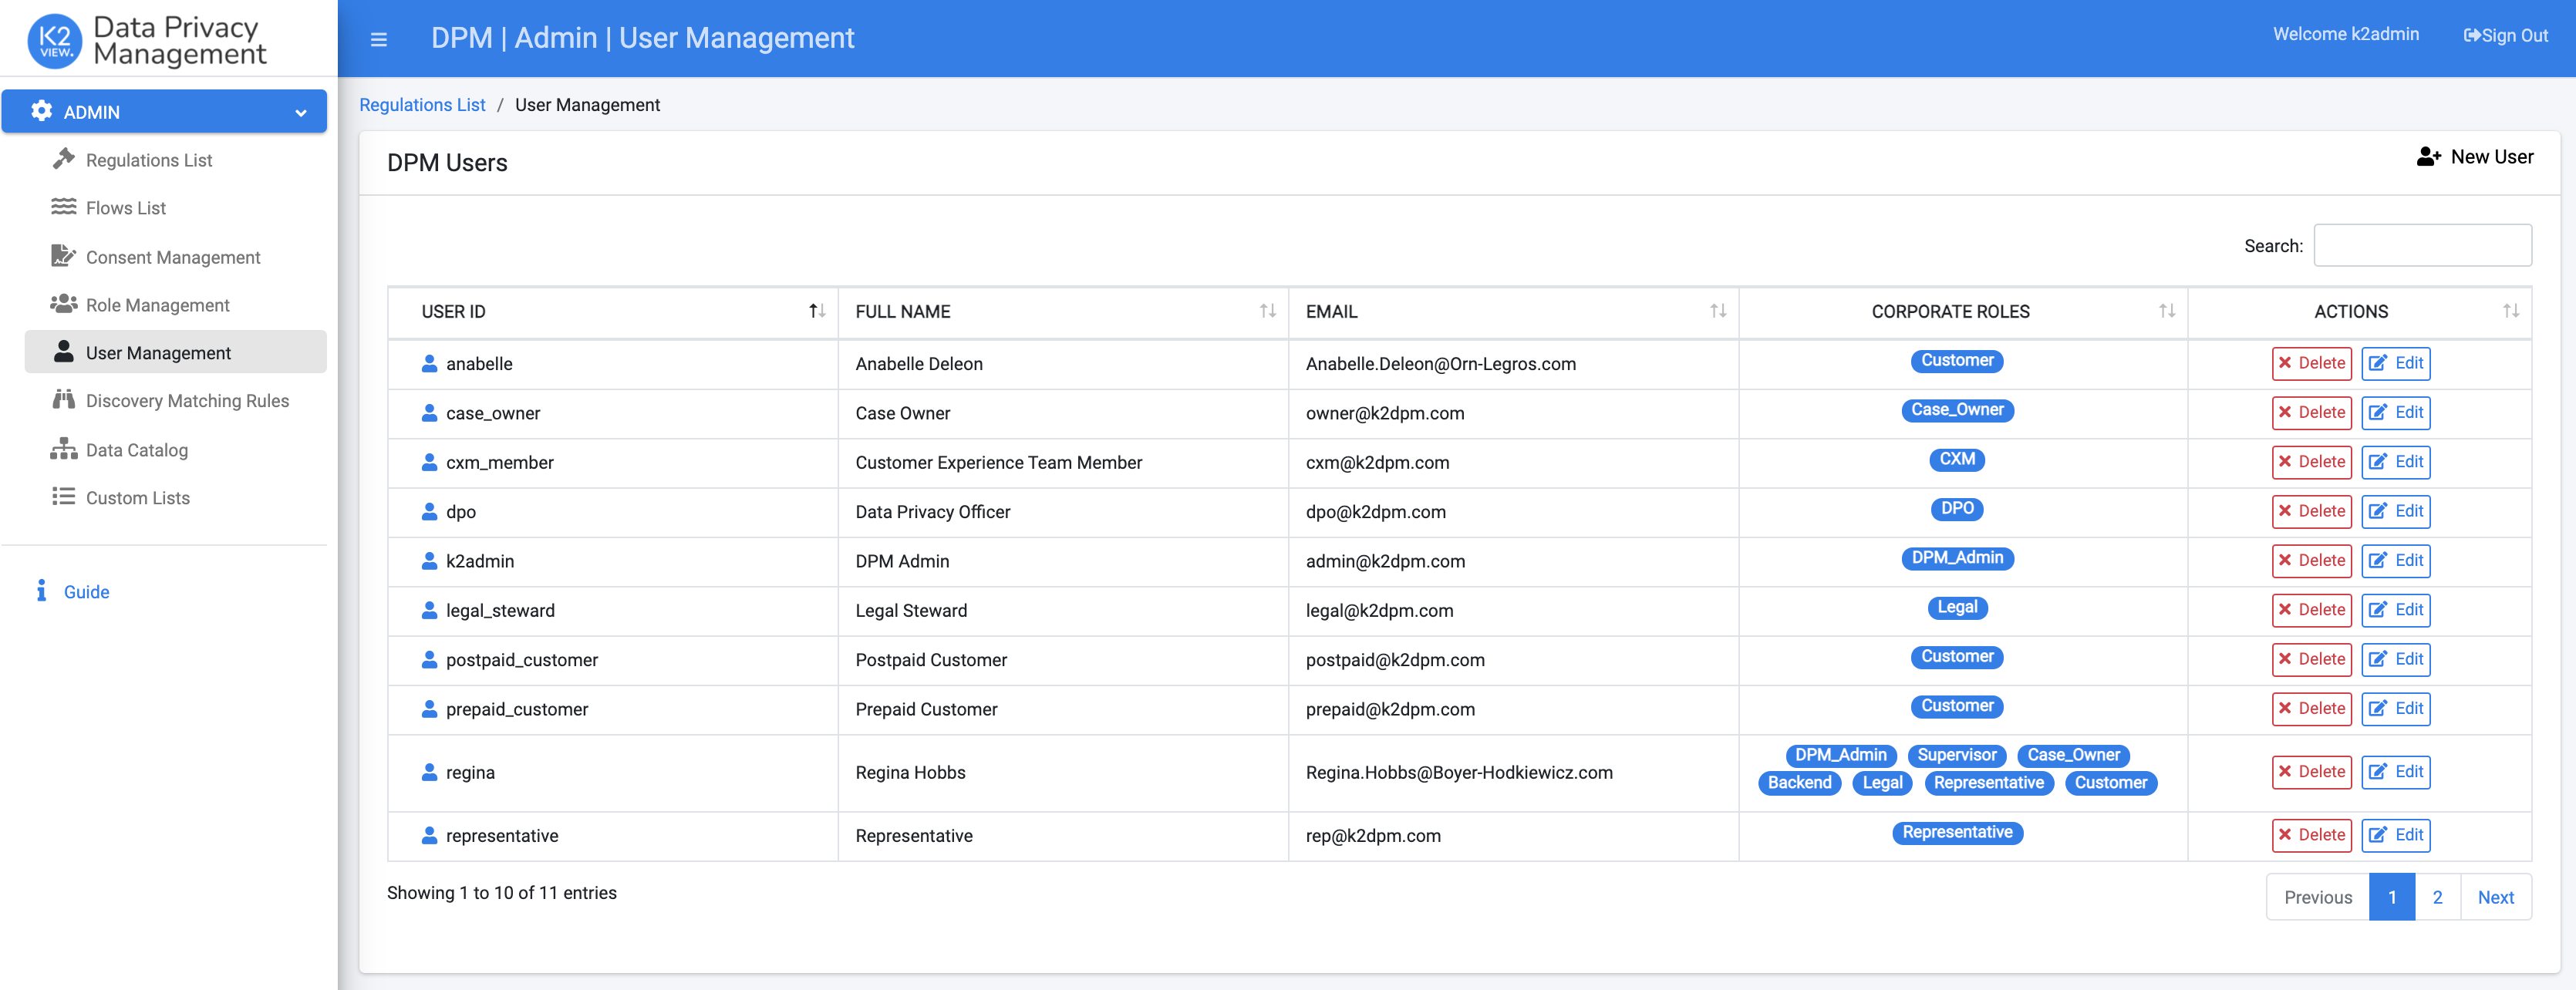 K2 VIEW. Data Privacy Management
DPM | Admin | User Management
Welcome k2admin
Sign Out
ADMIN
Regulations List
Flows List
Consent Management
Role Management
User Management
Discovery Matching Rules
Data Catalog
Custom Lists
Guide
Regulations List / User Management
DPM Users
New User
Search:
USER ID FULL NAME EMAIL CORPORATE ROLES ACTIONS
anabelle Anabelle Deleon Anabelle.Deleon@Orn-Legros.com Customer Delete Edit
case_owner Case Owner owner@k2dpm.com Case_Owner Delete Edit
cxm_member Customer Experience Team Member cxm@k2dpm.com CXM Delete Edit
dpo Data Privacy Officer dpo@k2dpm.com DPO Delete Edit
k2admin DPM Admin admin@k2dpm.com DPM_Admin Delete Edit
legal_steward Legal Steward legal@k2dpm.com Legal Delete Edit
postpaid_customer Postpaid Customer postpaid@k2dpm.com Customer Delete Edit
prepaid_customer Prepaid Customer prepaid@k2dpm.com Customer Delete Edit
regina Regina Hobbs Regina.Hobbs@Boyer-Hodkiewicz.com DPM_Admin Supervisor Case_Owner Backend Legal Representative Customer Delete Edit
representative Representative rep@k2dpm.com Representative Delete Edit
Showing 1 to 10 of 11 entries
Previous 1 2 Next